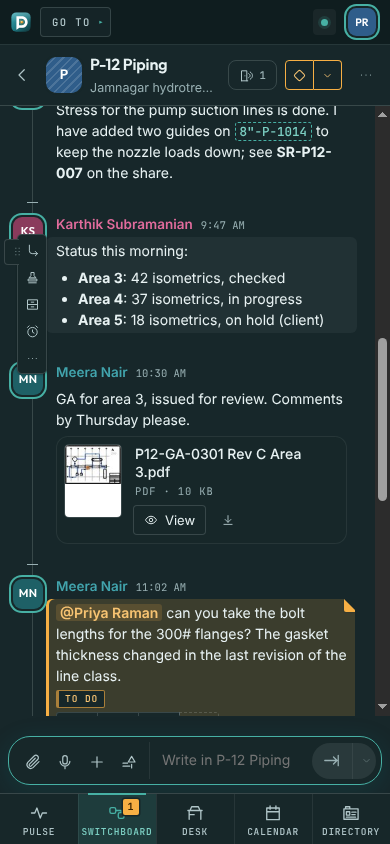 GO TO
PR
P
P-12 Piping
Jamnagar hydrotre...
1
Stress for the pump suction lines is done. I
have added two guides on 8"-P-1014 to
keep the nozzle loads down; see SR-P12-
007 on the share.
KS
Karthik Subramanian 9:47 AM
Status this morning:
• Area 3: 42 isometrics, checked
• Area 4: 37 isometrics, in progress
• Area 5: 18 isometrics, on hold (client)
MN
Meera Nair 10:30 AM
GA for area 3, issued for review. Comments
by Thursday please.
P12-GA-0301 Rev C Area
3.pdf
PDF · 10 KB
View
MN
Meera Nair 11:02 AM
@Priya Raman can you take the bolt
lengths for the 300# flanges? The gasket
thickness changed in the last revision of the
line class.
TO DO
Write in P-12 Piping
1
PULSE
SWITCHBOARD
DESK
CALENDAR
DIRECTORY